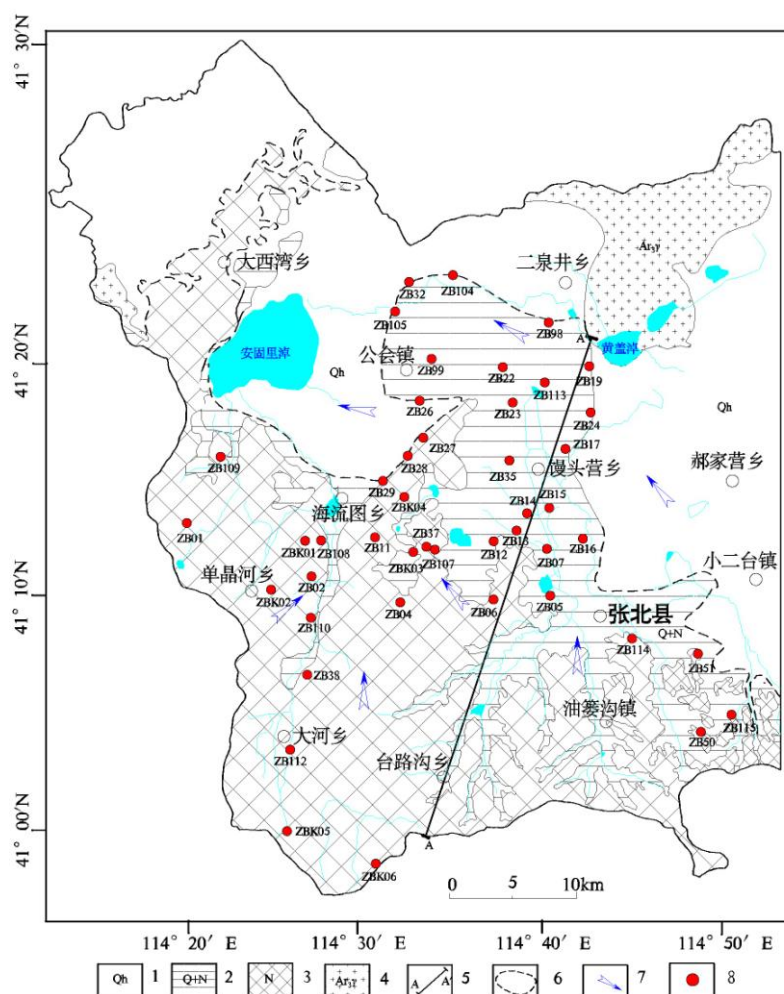 41° 30′ N
Ar₃γ
大西湾乡
二泉井乡
ZB32
ZB104
ZB105
ZB98
A′
41° 20′ N
安固里淖
黄盖淖
公会镇
Qh
ZB99
ZB22
ZB19
ZB113
ZB26
ZB23
ZB24
Qh
ZB27
ZB17
ZB28
ZB109
ZB35
馒头营乡
郝家营乡
ZB29
ZBK04
海流图乡
ZB14
ZB15
ZB01
ZB37
ZB13
ZBK01
ZB108
ZB11
ZB12
ZB16
ZBK03
ZB107
ZB07
小二台镇
单晶河乡
ZB02
ZBK02
41° 10′ N
ZB04
ZB06
ZB05
ZB110
张北县
Q+N
ZB114
ZB51
ZB38
油篓沟镇
ZB115
ZB50
大河乡
ZB112
台路沟乡
41° 00′ N
ZBK05
A
ZBK06
0 5 10km
114° 20′ E 114° 30′ E 114° 40′ E 114° 50′ E
Qh 1 Q+N 2 N 3 Ar₃γ 4 A A′ 5 6 7 8